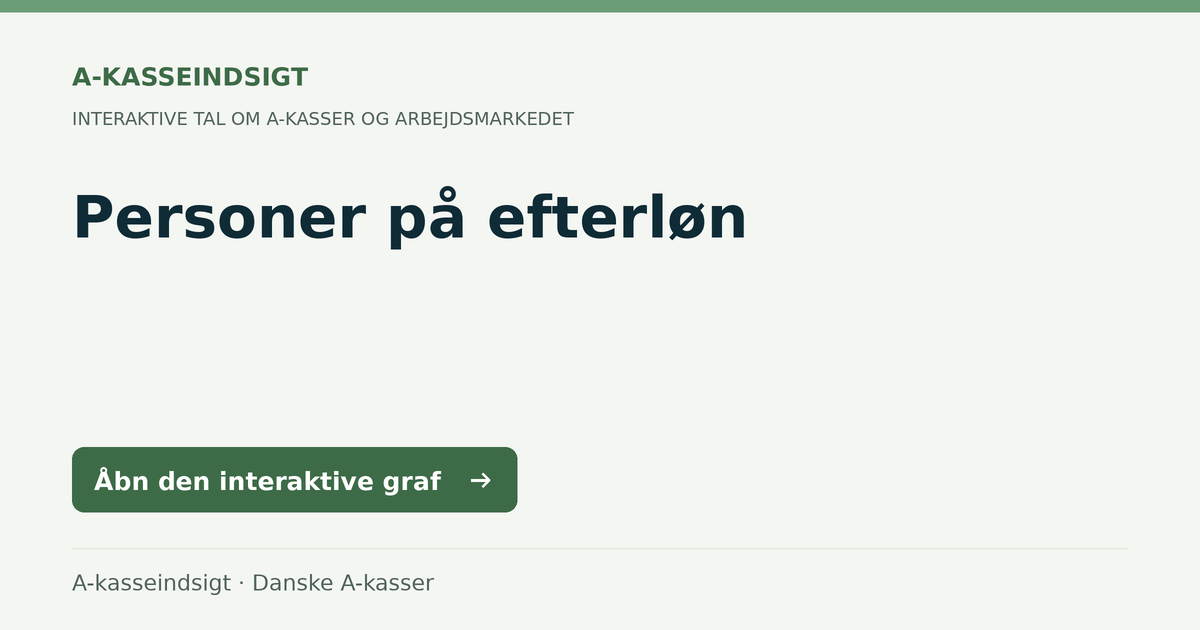 A-KASSEINDSIGT
INTERAKTIVE TAL OM A-KASSER OG ARBEJDSMARKEDET
Personer på efterløn
Åbn den interaktive graf →
A-kasseindsigt · Danske A-kasser